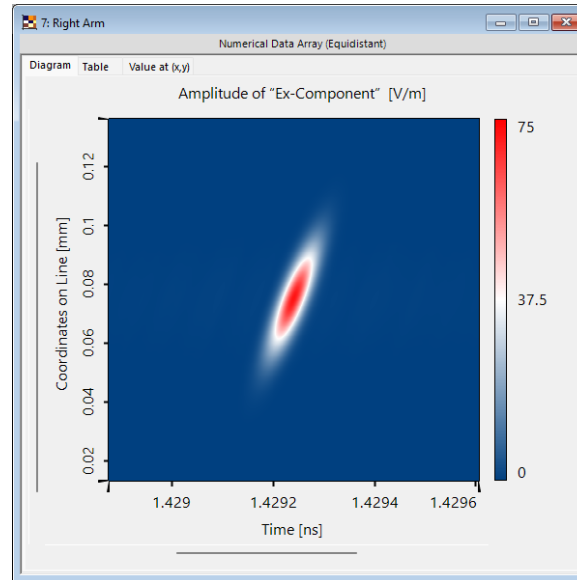 7: Right Arm
Numerical Data Array (Equidistant)
Diagram Table Value at (x,y)
Amplitude of "Ex-Component" [V/m]
75
37.5
0
Coordinates on Line [mm]
0.12
0.1
0.08
0.06
0.04
0.02
1.429 1.4292 1.4294 1.4296
Time [ns]